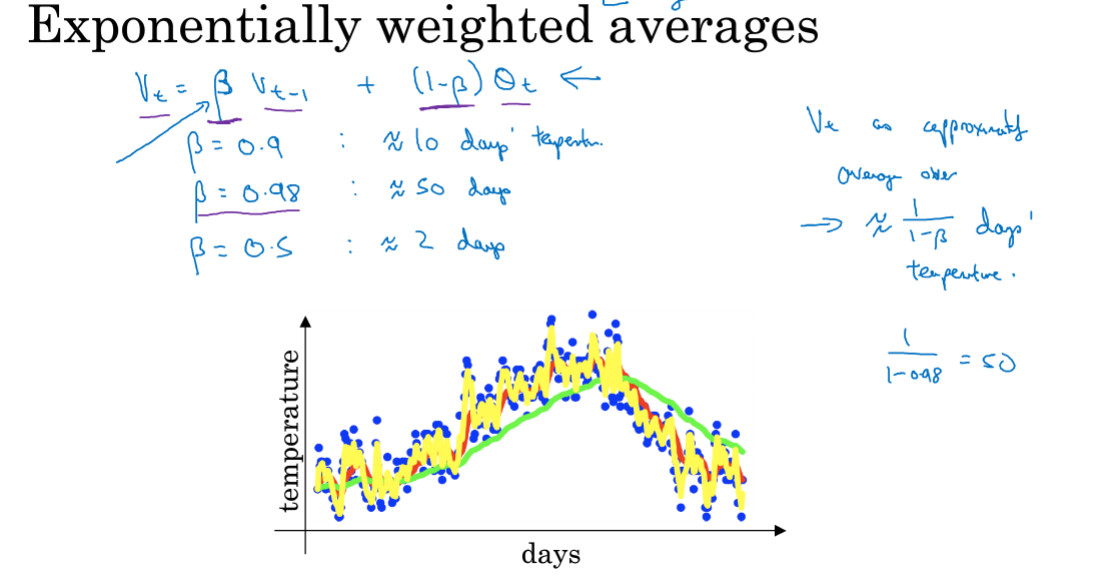 Exponentially weighted averages
Vt = β Vt-1 + (1-β) θt ←
β = 0.9 : ≈ 10 days' temperature.
β = 0.98 : ≈ 50 days
β = 0.5 : ≈ 2 days
Vt as approximately
average over
→ ≈ 1/1-β days'
temperature.
1/1-0.98 = 50
temperature
days